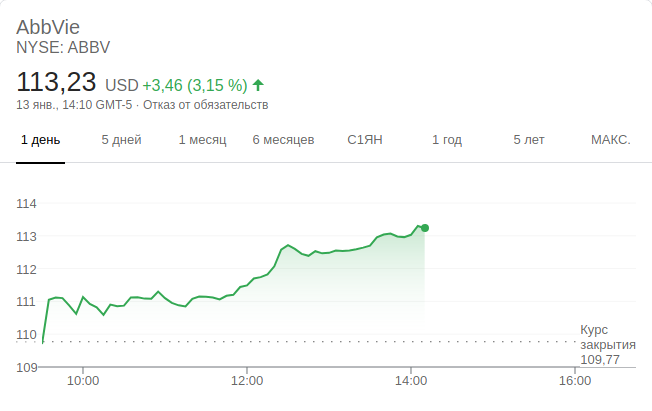 AbbVie
NYSE: ABBV
113,23 USD +3,46 (3,15 %)
13 янв., 14:10 GMT-5 · Отказ от обязательств
1 день 5 дней 1 месяц 6 месяцев С1ЯН 1 год 5 лет МАКС.
114
113
112
111
110
109
Курс
закрытия
109,77
10:00 12:00 14:00 16:00